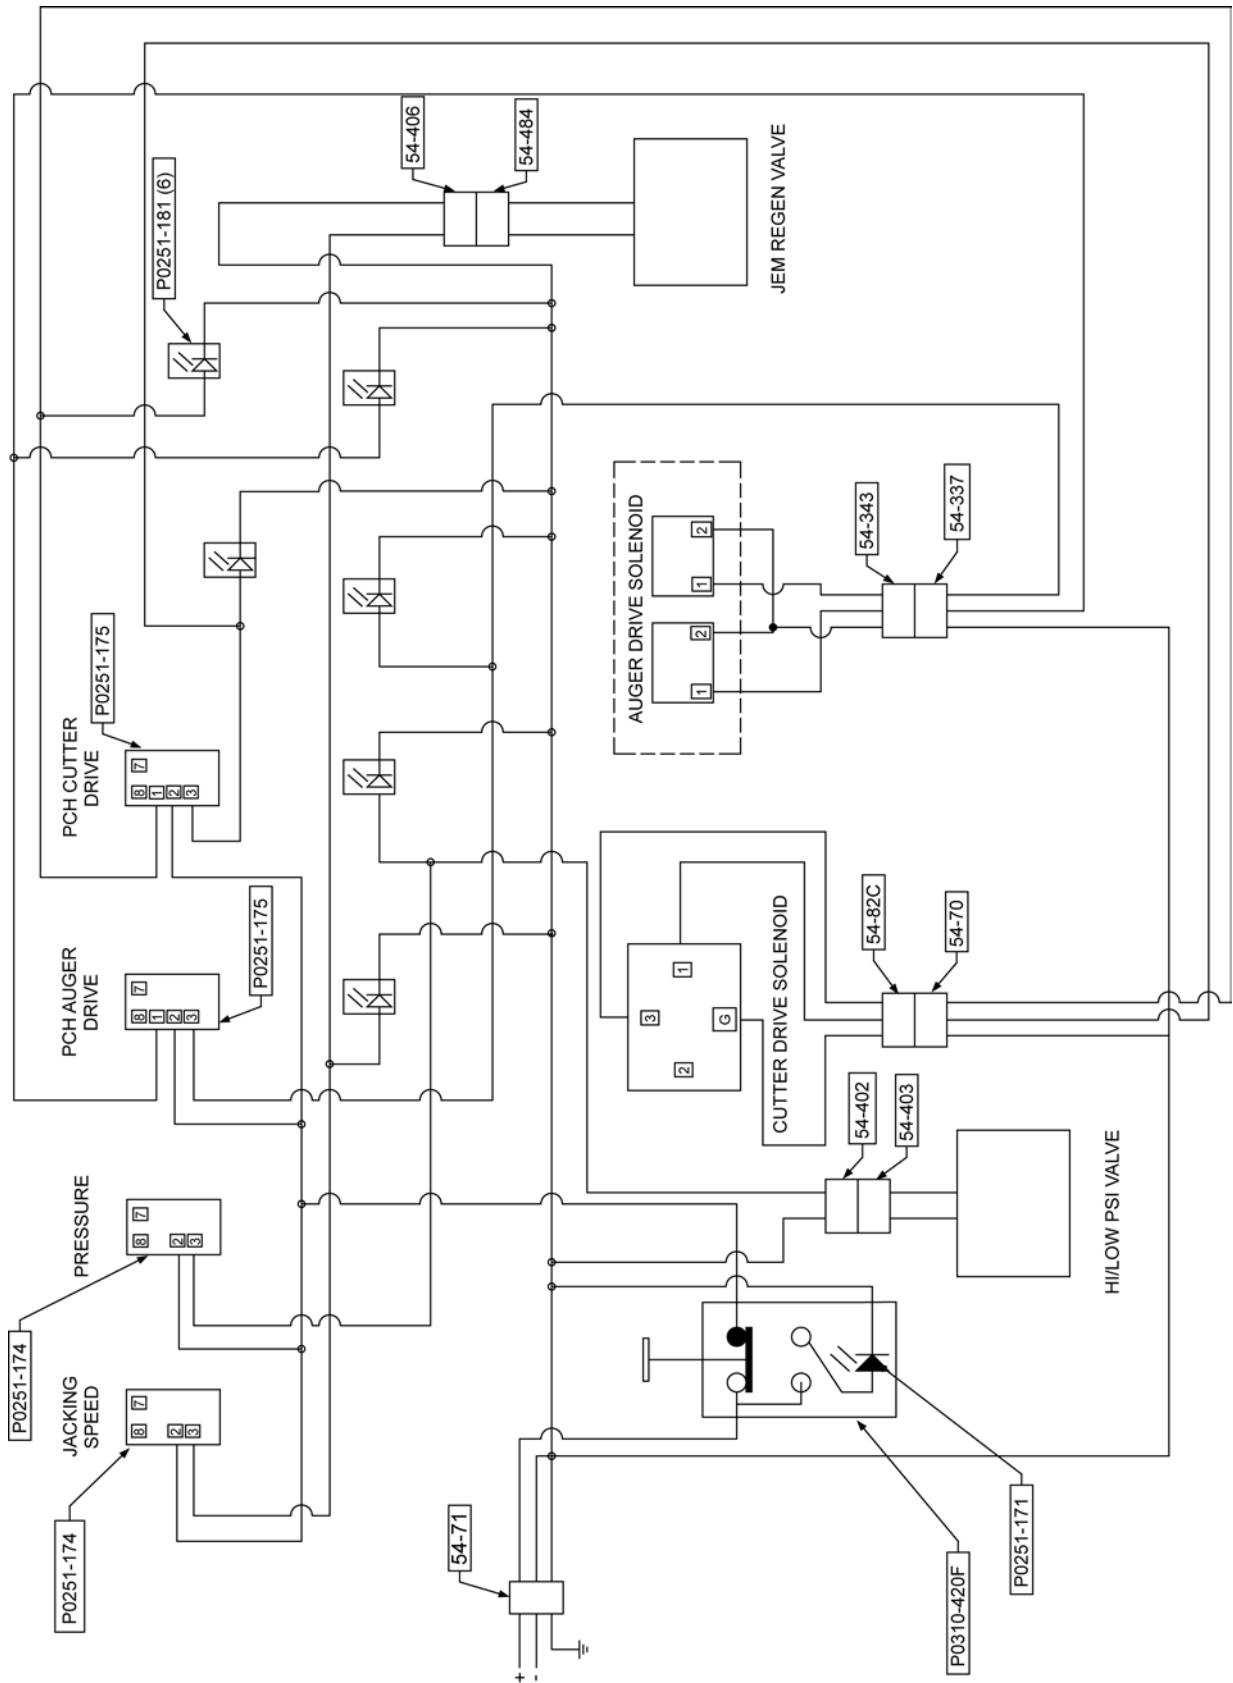 P0251-174
JACKING
SPEED
8
7
2
3
P0251-174
PRESSURE
8
7
2
3
PCH AUGER
DRIVE
8
7
1
2
3
P0251-175
PCH CUTTER
DRIVE
8
7
1
2
3
P0251-175
P0251-181 (6)
54-406
54-484
JEM REGEN VALVE
AUGER DRIVE SOLENOID
1
2
1
2
54-343
54-337
3
1
2
G
CUTTER DRIVE SOLENOID
54-82C
54-70
54-402
54-403
HI/LOW PSI VALVE
54-71
+
-
P0310-420F
P0251-171